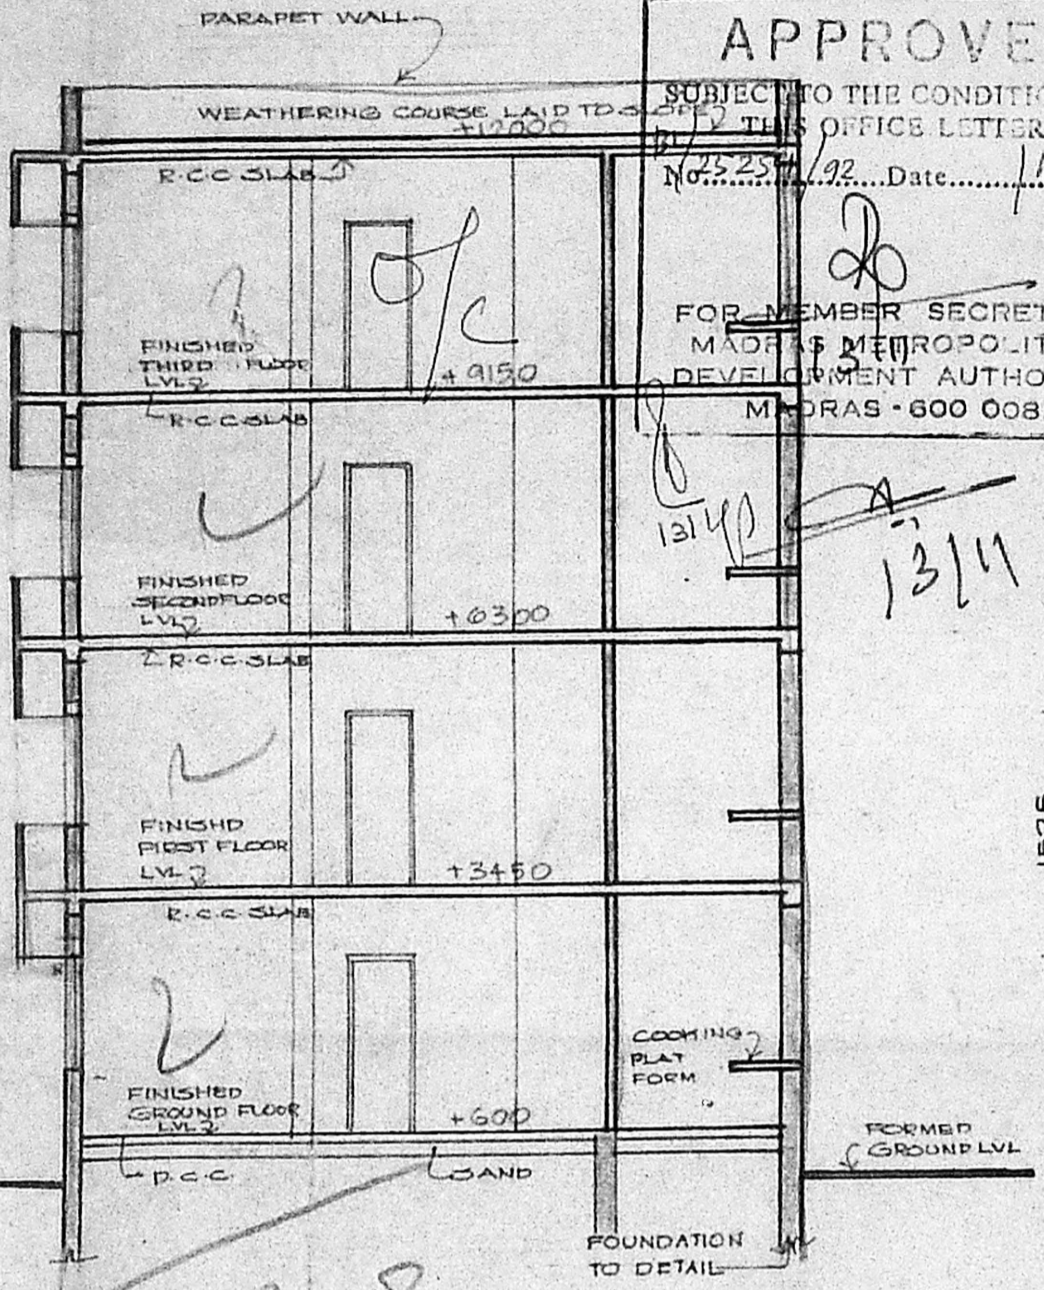 PARAPET WALL
APPROVE
SUBJECT TO THE CONDITIO
THIS OFFICE LETTER
No. 92 Date
WEATHERING COURSE LAID TO SLOPE
+12000
R.C.C SLAB
FOR MEMBER SECRET
MADRAS METROPOLIT
DEVELOPMENT AUTHO
MADRAS - 600 008
FINISHED
THIRD FLOOR
LVL
+9150
R.C.C SLAB
13/11
13/11
FINISHED
SECOND FLOOR
LVL
+6300
R.C.C. SLAB
FINISHD
FIRST FLOOR
LVL
+3450
R.C.C. SLAB
1525
COOKING
PLAT
FORM
FINISHED
GROUND FLOOR
LVL
+600
FORMED
GROUND LVL
P.C.C.
SAND
FOUNDATION
TO DETAIL